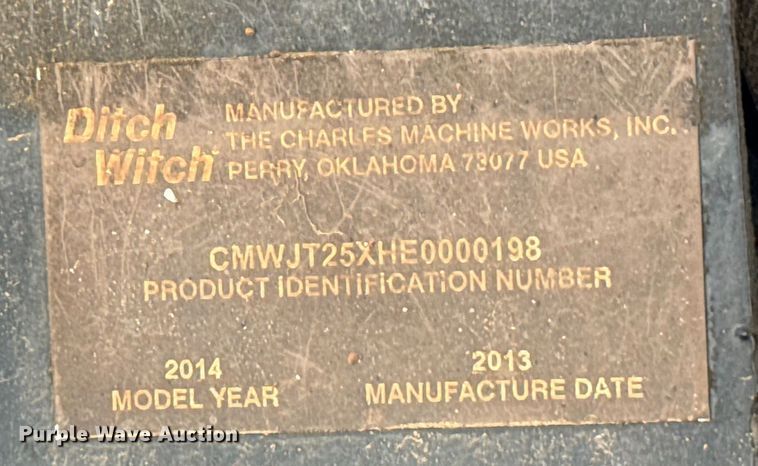 Ditch Witch
MANUFACTURED BY
THE CHARLES MACHINE WORKS, INC.
PERRY, OKLAHOMA 73077 USA
CMWJT25XHE0000198
PRODUCT IDENTIFICATION NUMBER
2014
MODEL YEAR
2013
MANUFACTURE DATE
Purple Wave Auction